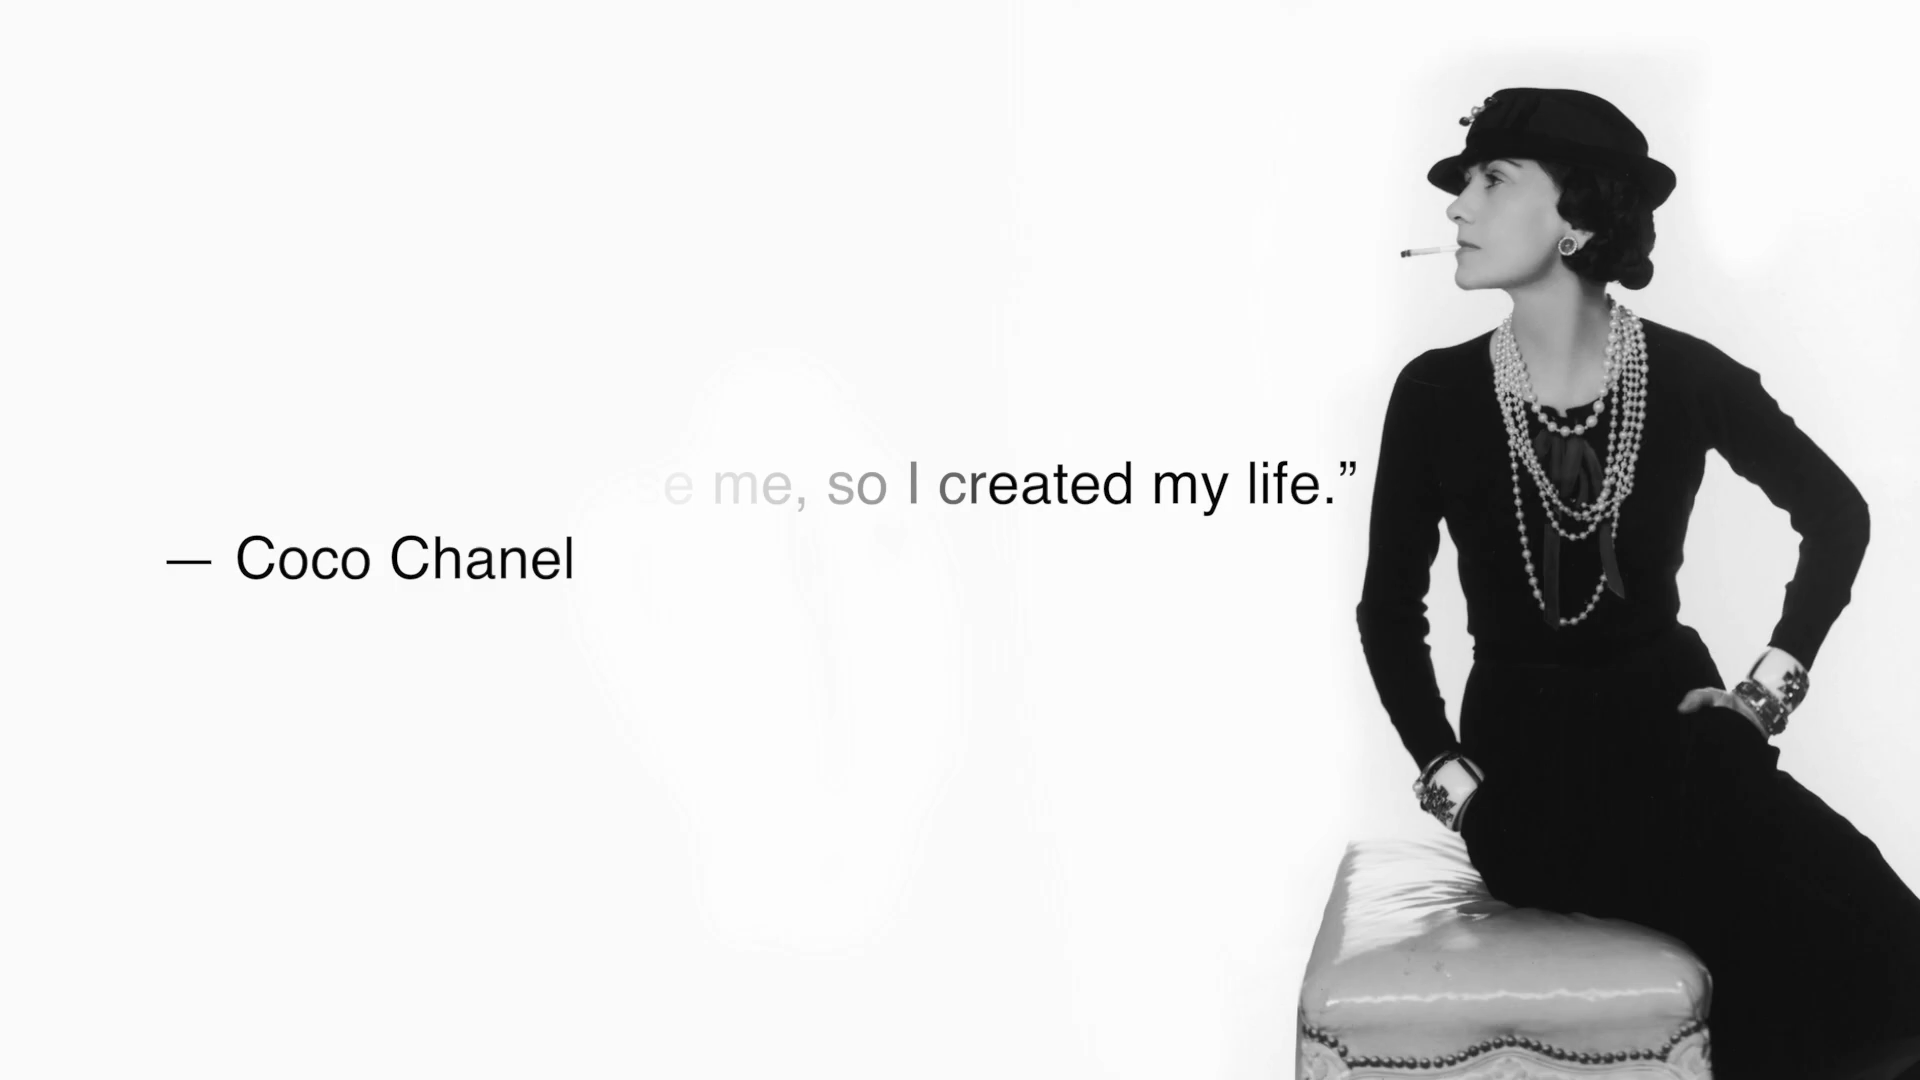 me, so I created my life.”
— Coco Chanel